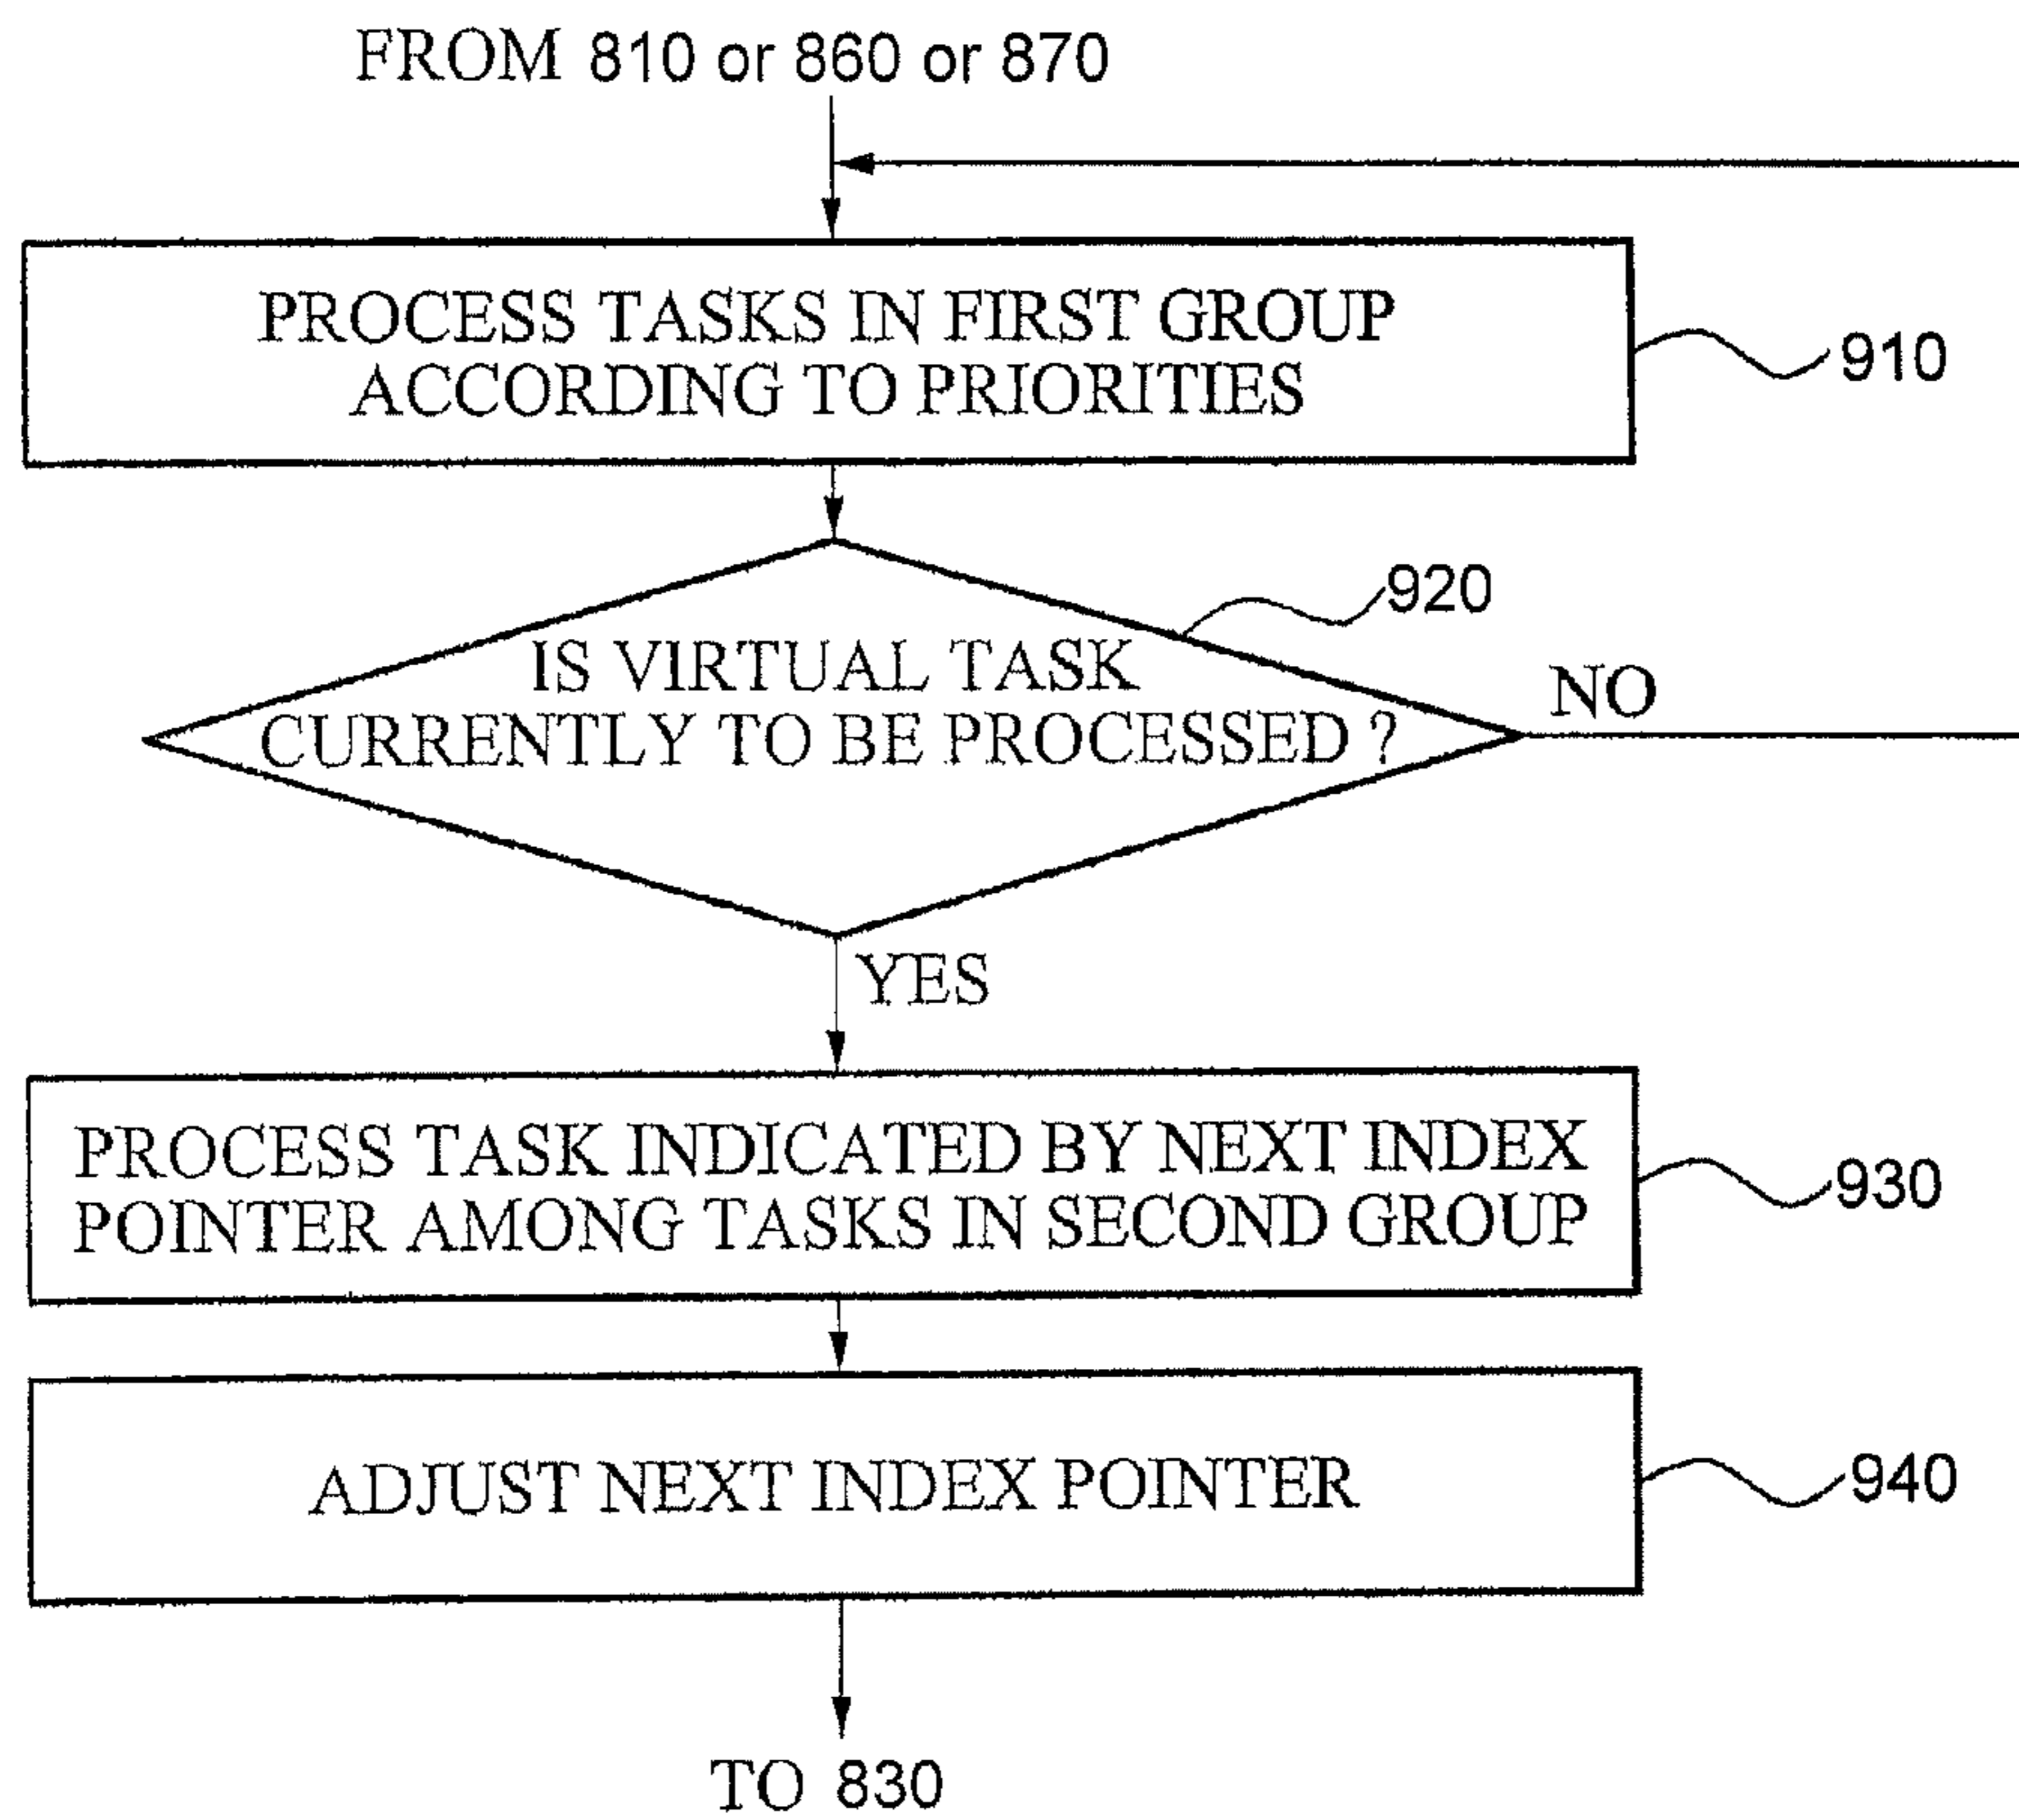 FROM 810 or 860 or 870
PROCESS TASKS IN FIRST GROUP
ACCORDING TO PRIORITIES
910
920
IS VIRTUAL TASK
CURRENTLY TO BE PROCESSED ?
NO
YES
PROCESS TASK INDICATED BY NEXT INDEX
POINTER AMONG TASKS IN SECOND GROUP
930
ADJUST NEXT INDEX POINTER
940
TO 830